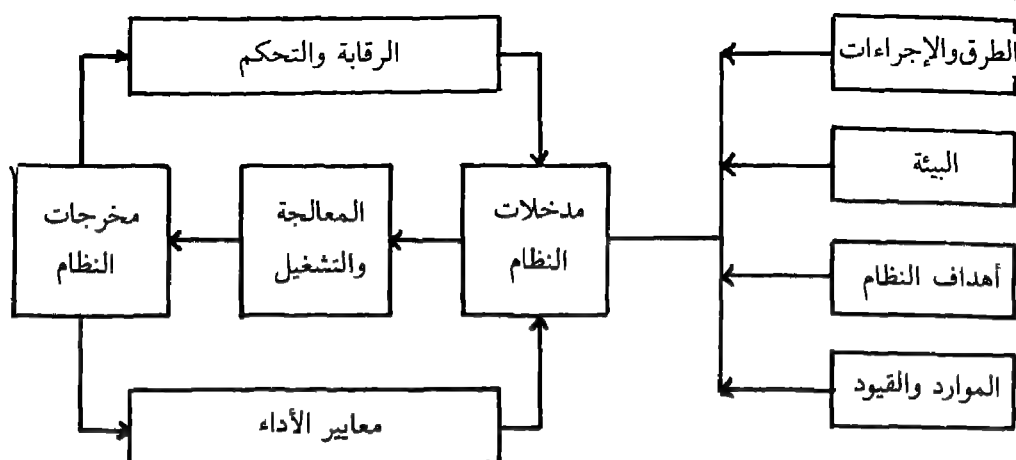 الرقابة والتحكم
الطرق والإجراءات
البيئة
مدخلات
النظام
المعالجة
والتشغيل
مخرجات
النظام
أهداف النظام
الموارد والقيود
معايير الأداء